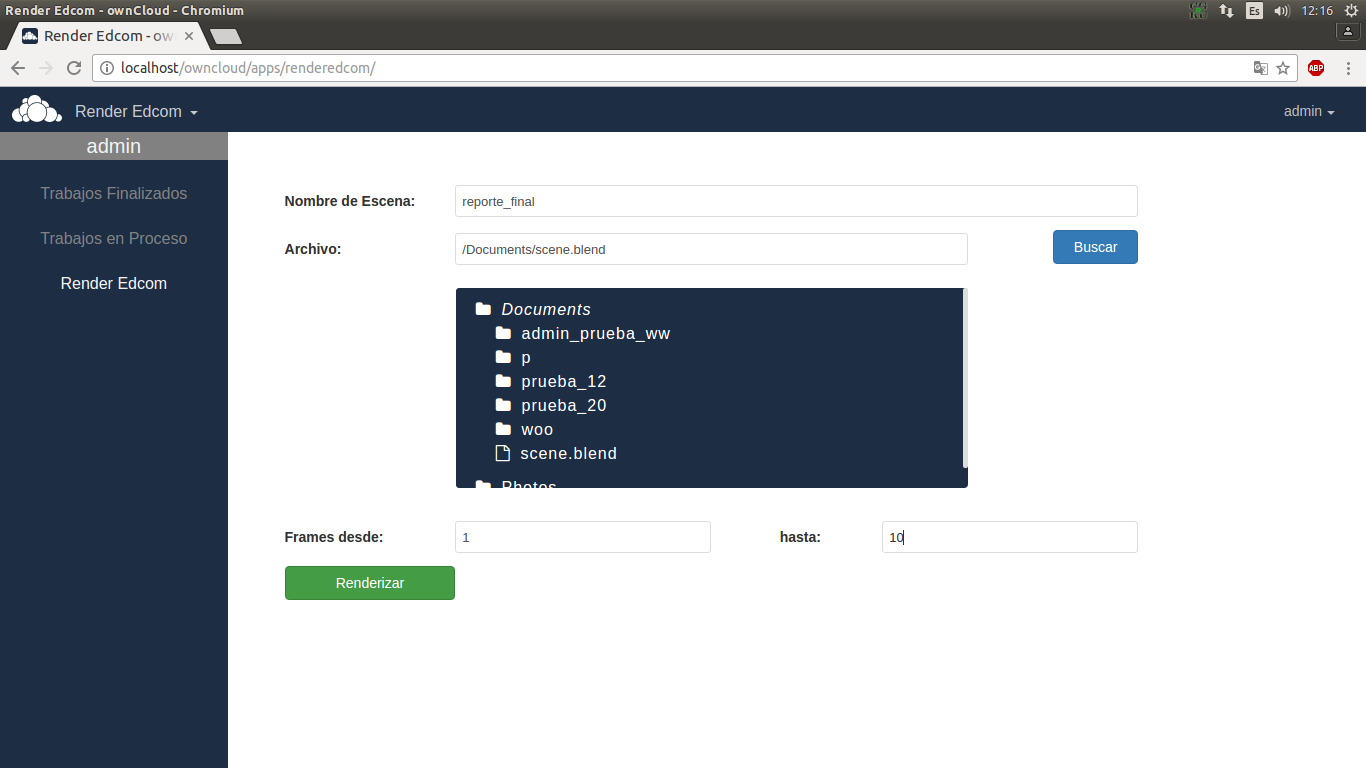 Render Edcom - ownCloud - Chromium
Es
12:16
Render Edcom - ow
localhost/owncloud/apps/renderedcom/
ABP
Render Edcom
admin
admin
Trabajos Finalizados
Trabajos en Proceso
Render Edcom
Nombre de Escena:
reporte_final
Archivo:
/Documents/scene.blend
Buscar
Documents
admin_prueba_ww
p
prueba_12
prueba_20
woo
scene.blend
Photos
Frames desde:
1
hasta:
10
Renderizar